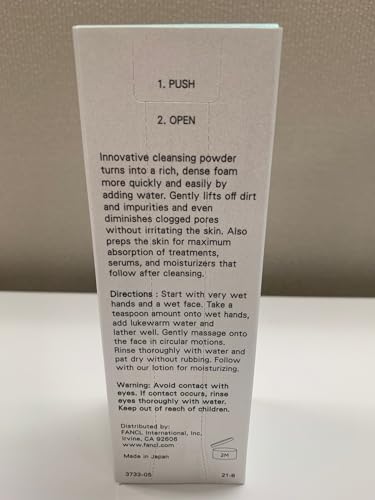 1. PUSH
2. OPEN
Innovative cleansing powder
turns into a rich, dense foam
more quickly and easily by
adding water. Gently lifts off dirt
and impurities and even
diminishes clogged pores
without irritating the skin. Also
preps the skin for maximum
absorption of treatments,
serums, and moisturizers that
follow after cleansing.
Directions : Start with very wet
hands and a wet face. Take a
teaspoon amount onto wet hands,
add lukewarm water and
lather well. Gently massage onto
the face in circular motions.
Rinse thoroughly with water and
pat dry without rubbing. Follow
with our lotion for moisturizing.
Warning: Avoid contact with
eyes. If contact occurs, rinse
eyes thoroughly with water.
Keep out of reach of children.
Distributed by:
FANCL International, Inc.
Irvine, CA 92606
www.fancl.com
Made in Japan
2M
3733-05 21-6